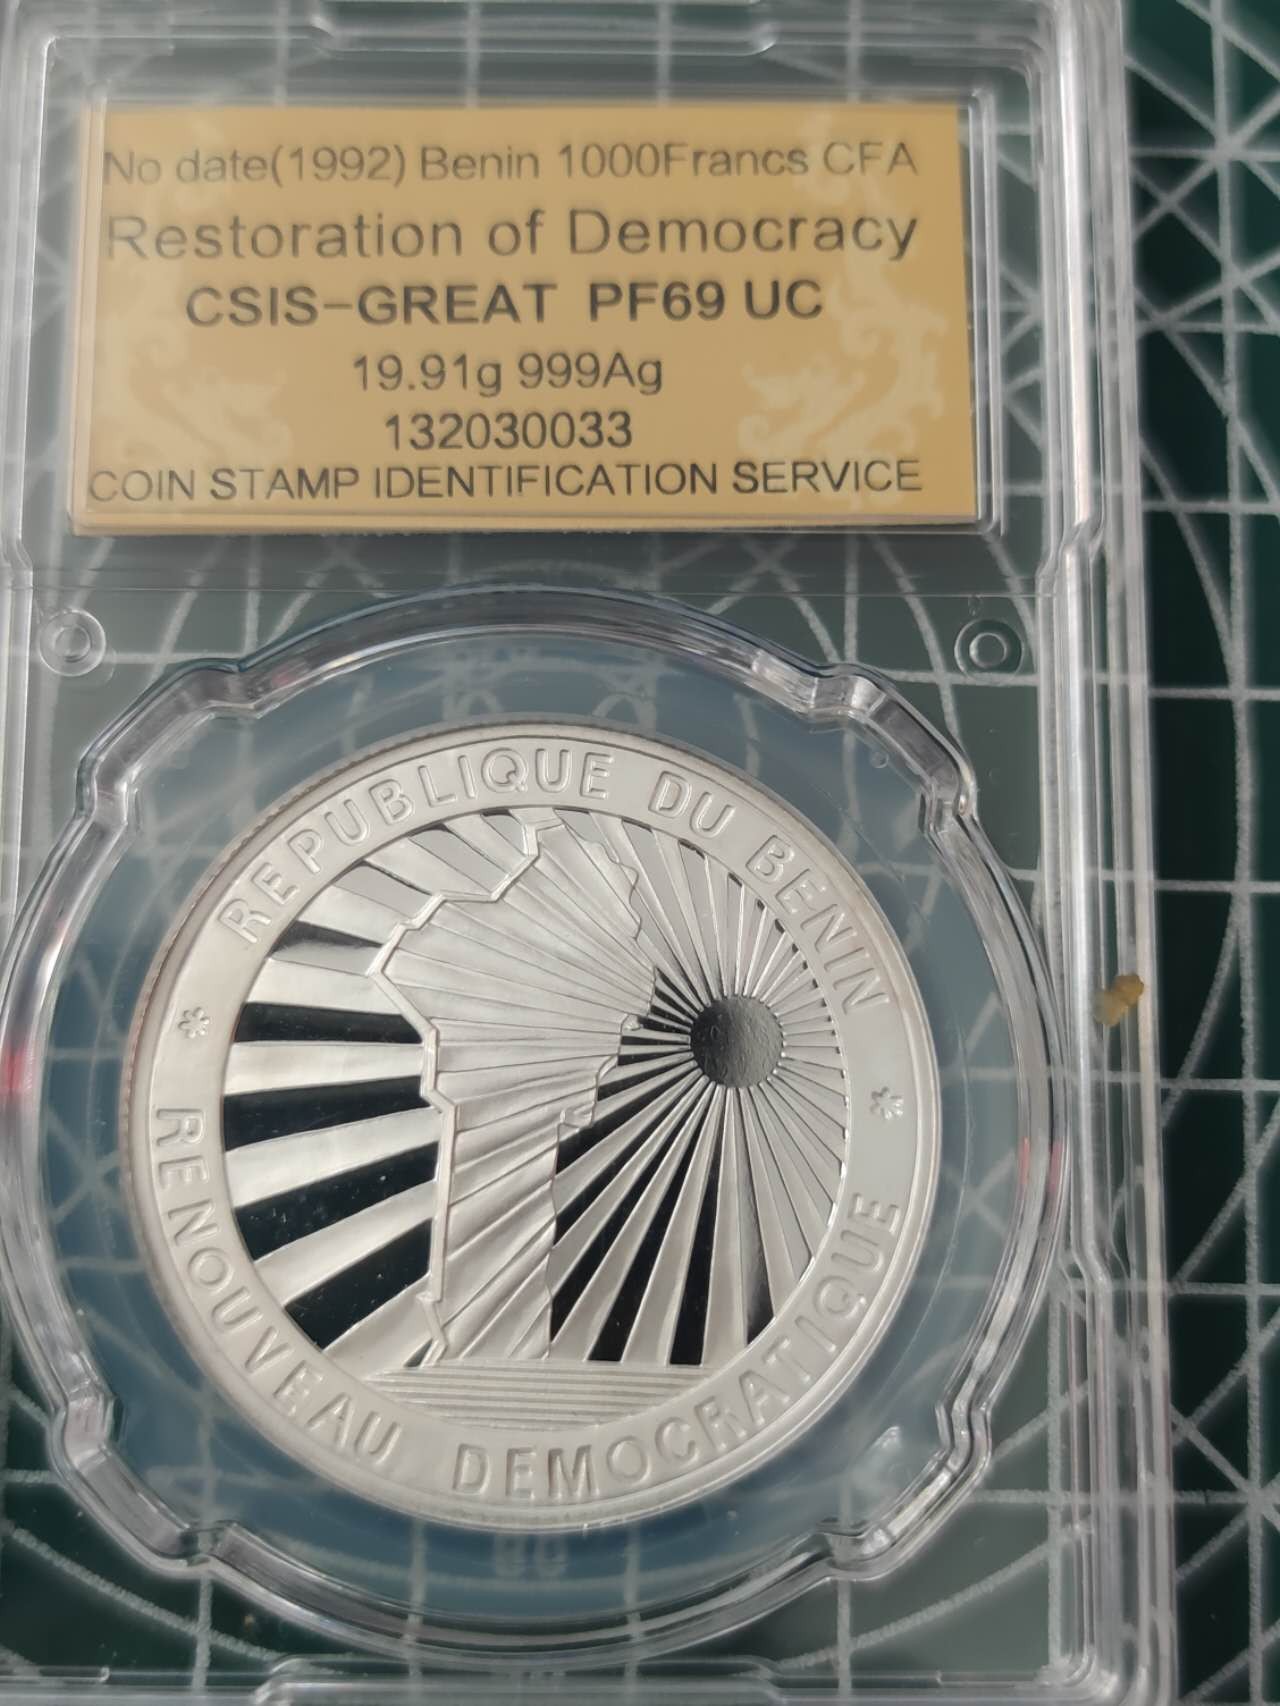 No date(1992) Benin 1000Francs CFA
Restoration of Democracy
CSIS-GREAT PF69 UC
19.91g 999Ag
132030033
COIN STAMP IDENTIFICATION SERVICE
REPUBLIQUE DU BENIN
* RENOUVEAU DEMOCRATIQUE *